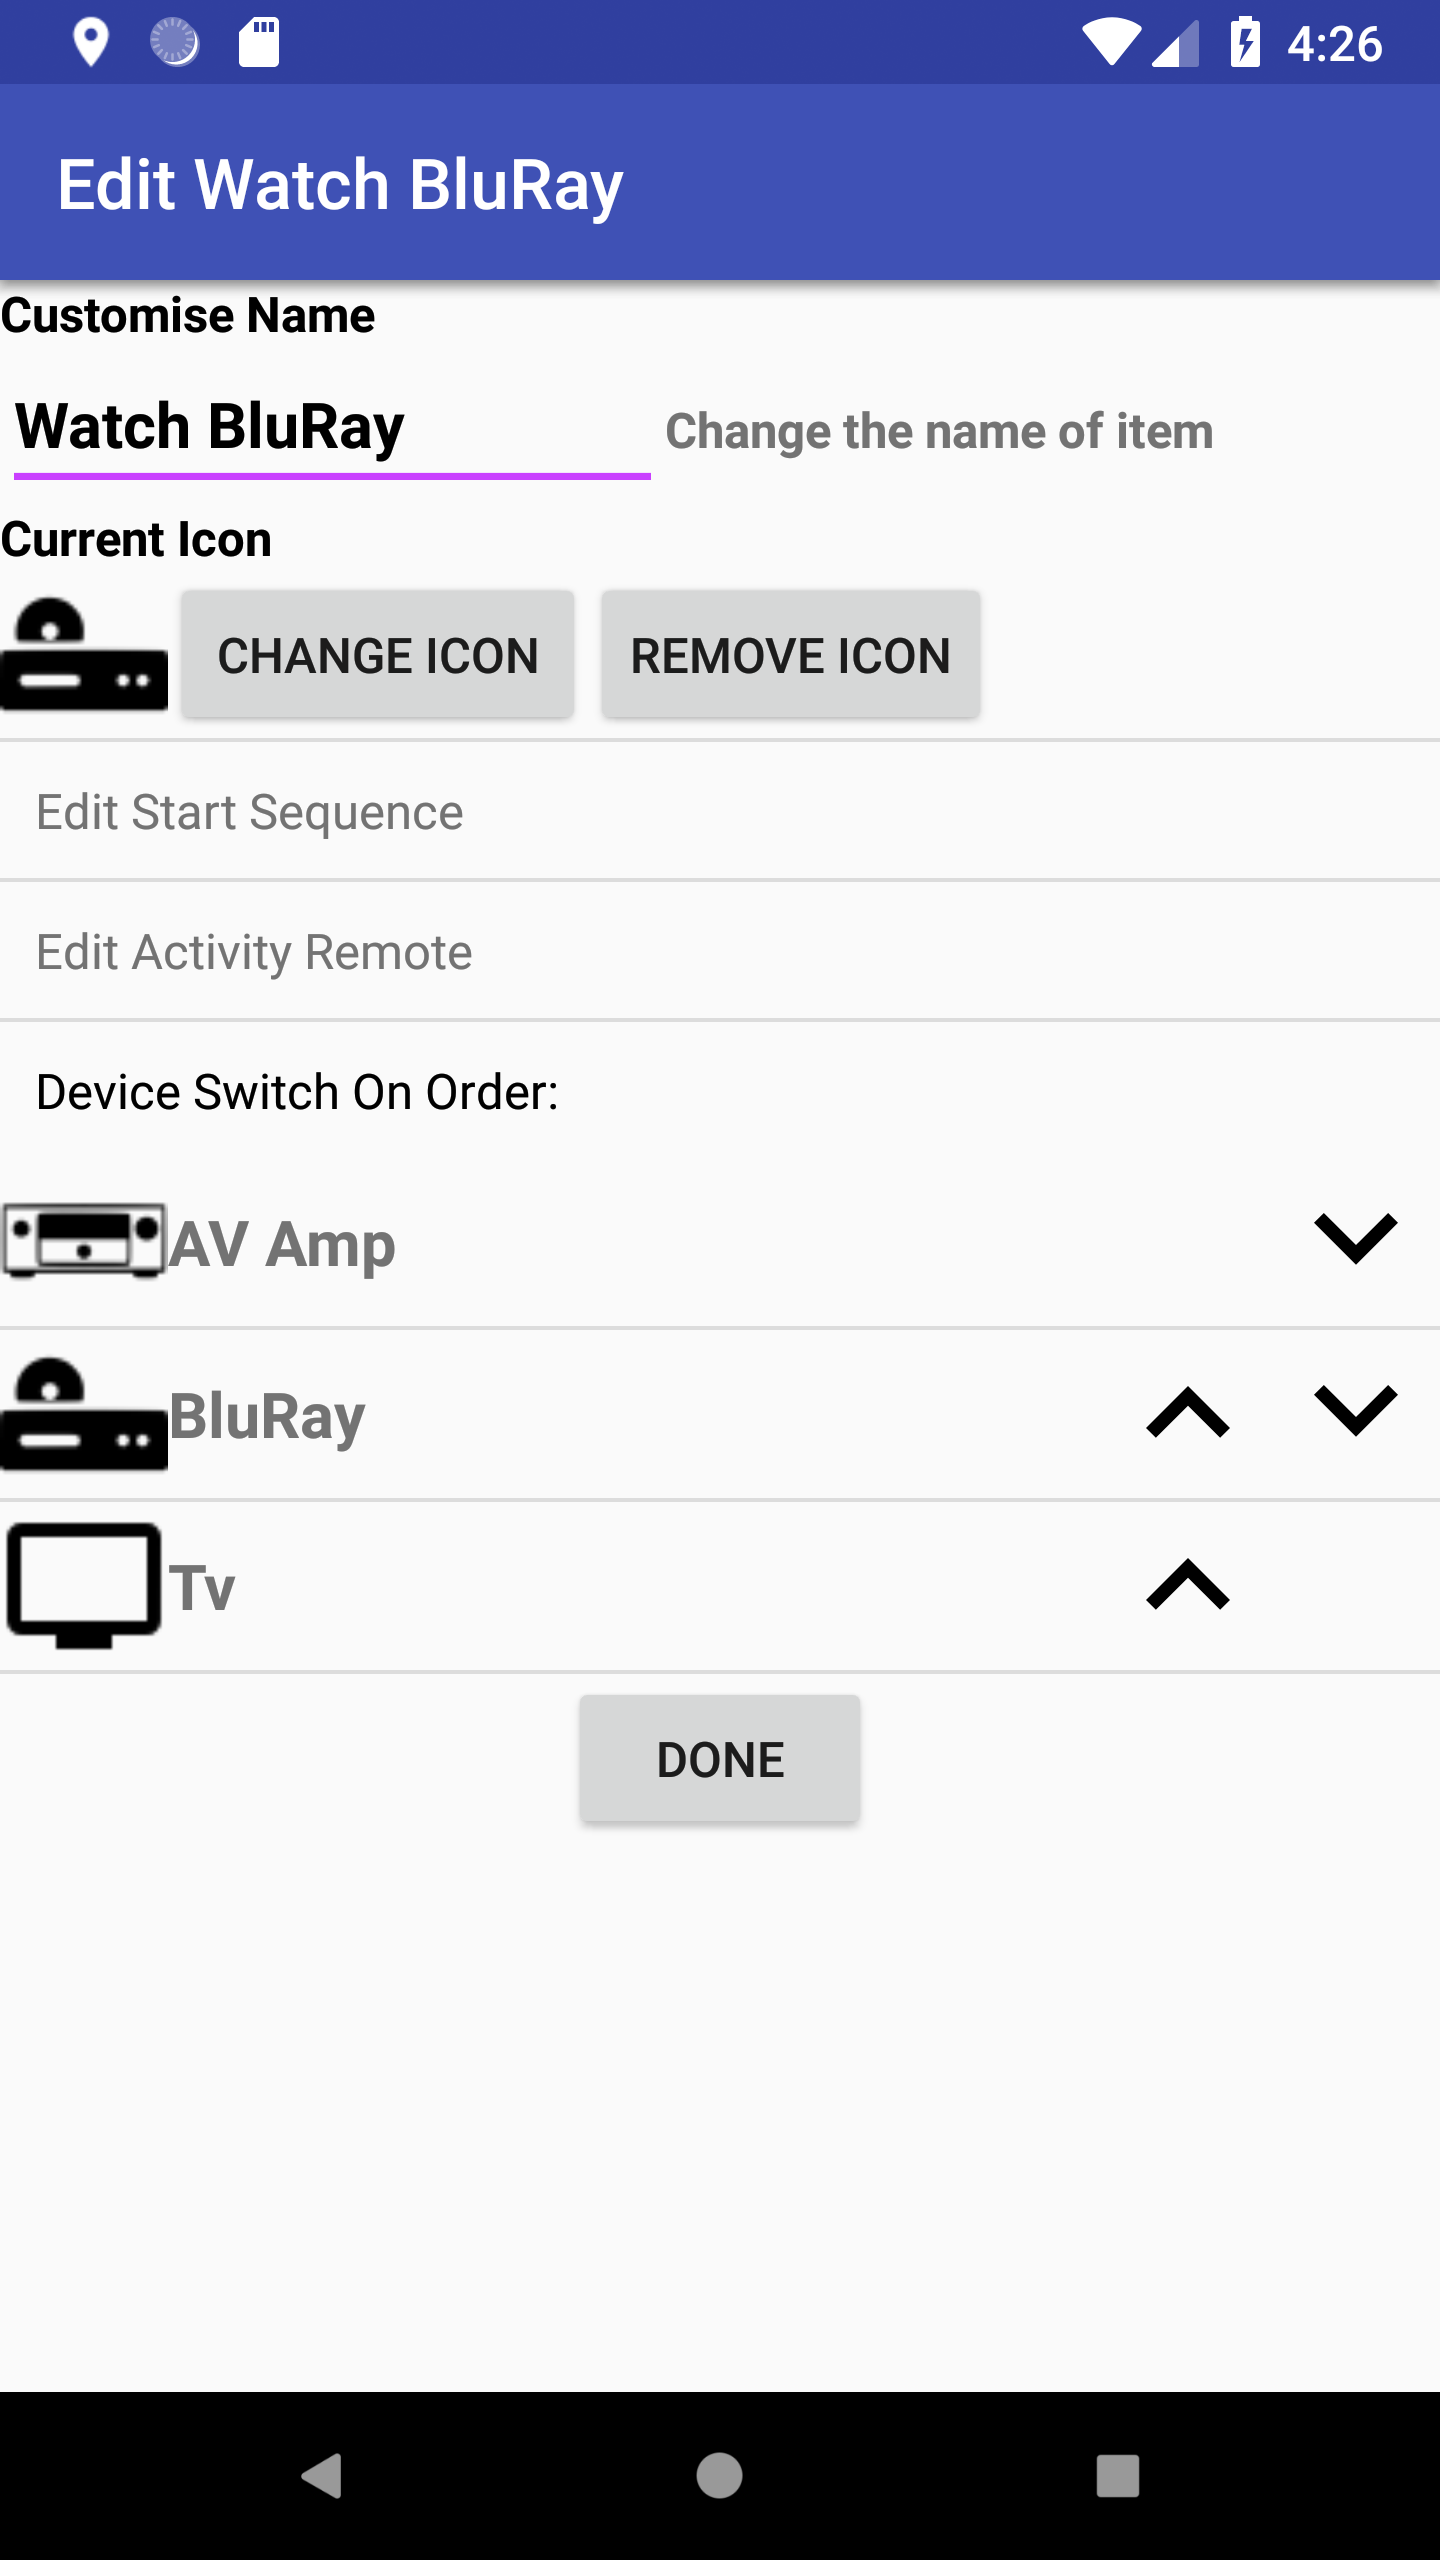 4:26
Edit Watch BluRay
Customise Name
Watch BluRay Change the name of item
Current Icon
CHANGE ICON REMOVE ICON
Edit Start Sequence
Edit Activity Remote
Device Switch On Order:
AV Amp
BluRay
Tv
DONE